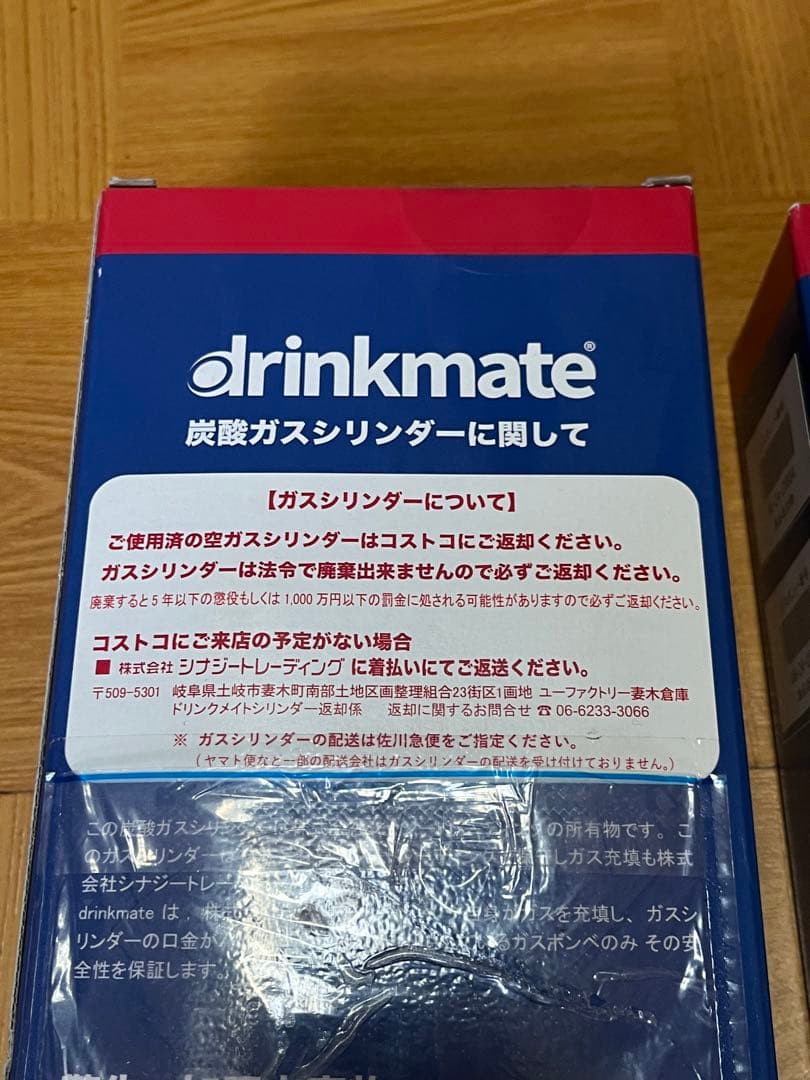 drinkmate®
炭酸ガスシリンダーに関して
【ガスシリンダーについて】
ご使用済の空ガスシリンダーはコストコにご返却ください。
ガスシリンダーは法令で廃棄出来ませんので必ずご返却ください。
廃棄すると5年以下の懲役もしくは1,000万円以下の罰金に処される可能性がありますので必ずご返却ください。
コストコにご来店の予定がない場合
■ 株式会社 シナジートレーディング に着払いにてご返送ください。
〒509-5301 岐阜県土岐市妻木町南部土地区画整理組合23街区1画地 ユーファクトリー妻木倉庫
ドリンクメイトシリンダー返却係 返却に関するお問合せ ☎ 06-6233-3066
※ ガスシリンダーの配送は佐川急便をご指定ください。
(ヤマト便など一部の配送会社はガスシリンダーの配送を受け付けておりません。)
この炭酸ガスシリン の所有物です。こ
のガスシリンダーは しガス充填も株式
会社シナジートレー
drinkmate は、株式 ガスを充填し、ガスシ
リンダーの口金が いるガスボンベのみ その安
全性を保証します。